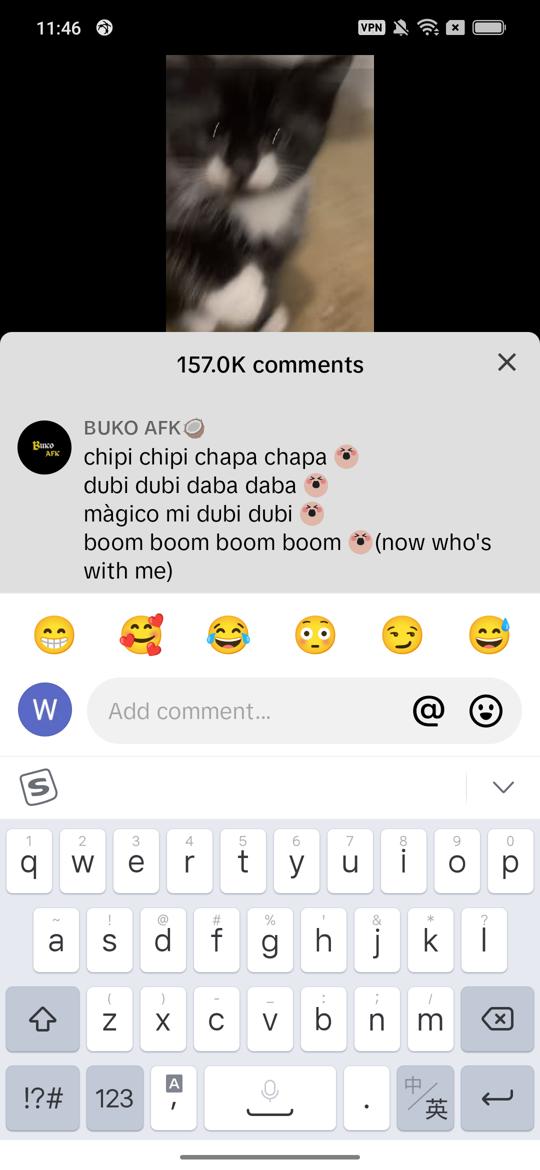 11:46
VPN
157.0K comments
Buko
AFK
BUKO AFK🥥
chipi chipi chapa chapa
dubi dubi daba daba
màgico mi dubi dubi
boom boom boom boom (now who's
with me)
😁 🥰 😂 😳 😏 😅
W
Add comment...
@
S
1 2 3 4 5 6 7 8 9 0
q w e r t y u i o p
~ ! @ # % ' & * ?
a s d f g h j k l
( ) - _ : ; /
z x c v b n m
!?# 123 A , . 中/英